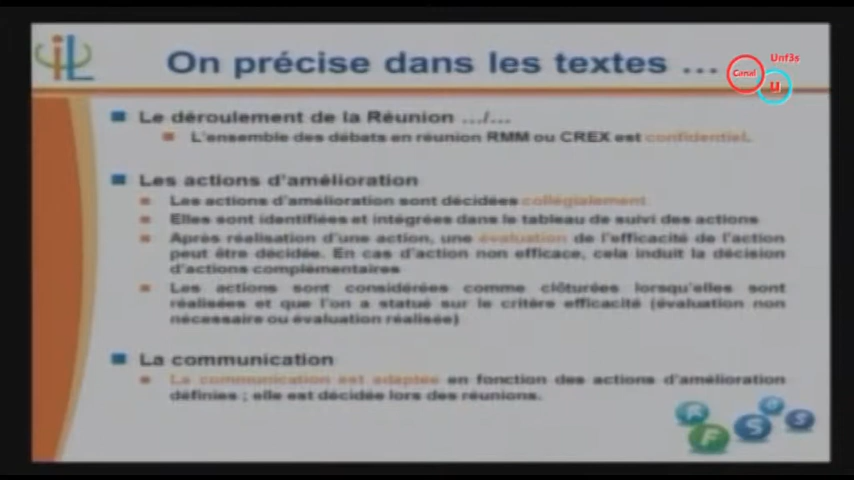 On précise dans les textes ...
Canal
Unf3s
u
Le déroulement de la Réunion .../...
L'ensemble des débats en réunion RMM ou CREX est confidentiel.
Les actions d'amélioration
Les actions d'amélioration sont décidées collégialement
Elles sont identifiées et intégrées dans le tableau de suivi des actions
Après réalisation d'une action, une évaluation de l'efficacité de l'action
peut être décidée. En cas d'action non efficace, cela induit la décision
d'actions complémentaires
Les actions sont considérées comme clôturées lorsqu'elles sont
réalisées et que l'on a statué sur le critère efficacité (évaluation non
nécessaire ou évaluation réalisée)
La communication
La communication est adaptée en fonction des actions d'amélioration
définies ; elle est décidée lors des réunions.
R F S S